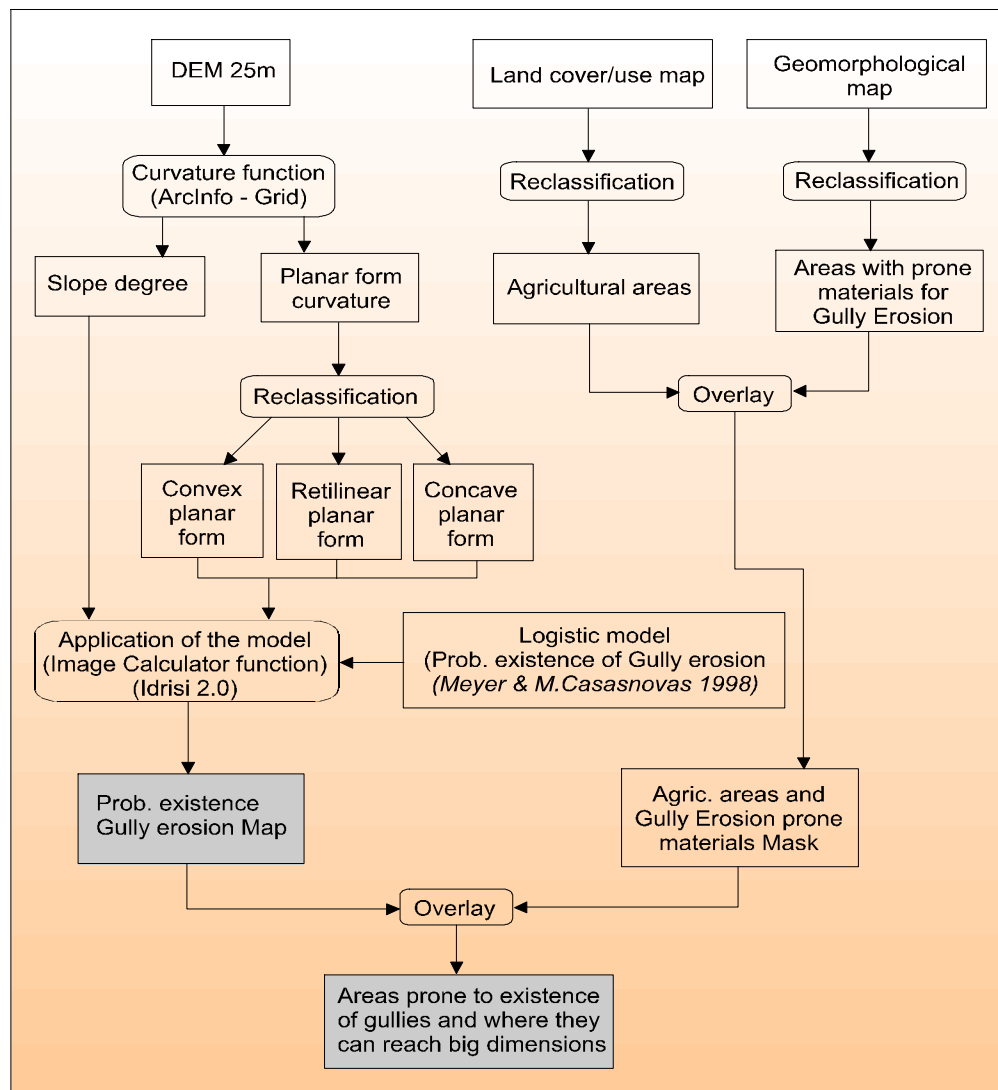 DEM 25m
Land cover/use map
Geomorphological
map
Curvature function
(ArcInfo - Grid)
Reclassification
Reclassification
Slope degree
Planar form
curvature
Agricultural areas
Areas with prone
materials for
Gully Erosion
Reclassification
Overlay
Convex
planar
form
Retilinear
planar
form
Concave
planar
form
Application of the model
(Image Calculator function)
(Idrisi 2.0)
Logistic model
(Prob. existence of Gully erosion
(Meyer & M.Casasnovas 1998)
Prob. existence
Gully erosion Map
Agric. areas and
Gully Erosion prone
materials Mask
Overlay
Areas prone to existence
of gullies and where they
can reach big dimensions